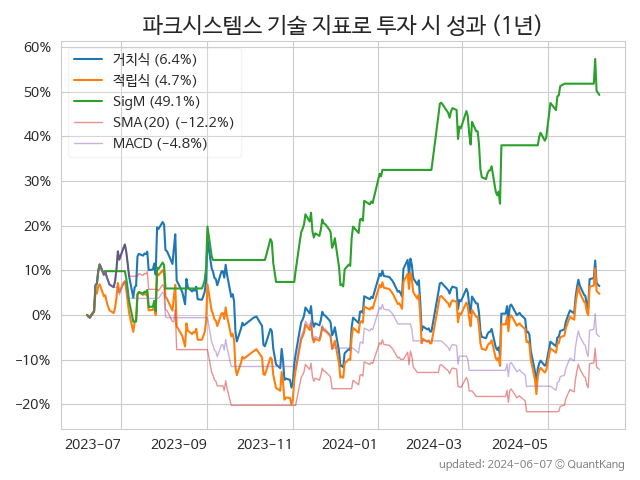 파크시스템스 기술 지표로 투자 시 성과 (1년)
60%
50%
40%
30%
20%
10%
0%
−10%
−20%
거치식 (6.4%)
적립식 (4.7%)
SigM (49.1%)
SMA(20) (−12.2%)
MACD (−4.8%)
2023-07
2023-09
2023-11
2024-01
2024-03
2024-05
updated: 2024-06-07 ⓒ QuantKang